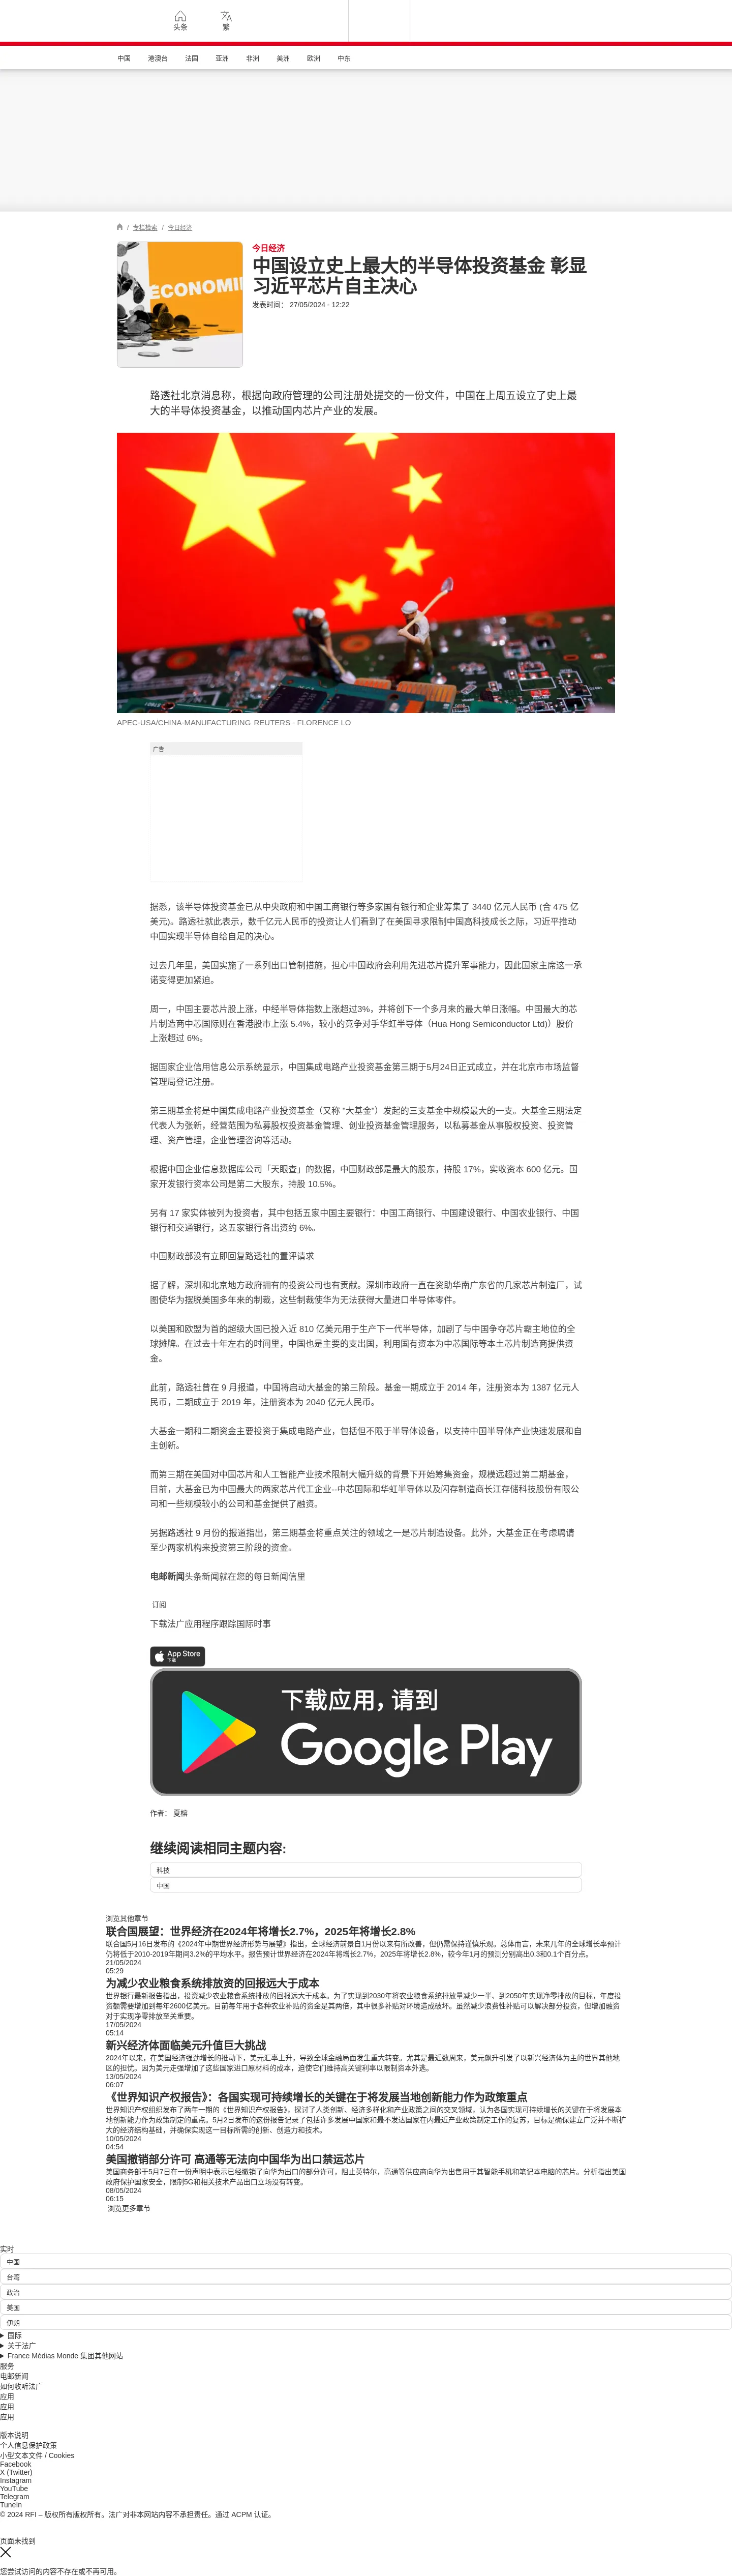 头条
繁
中国
港澳台
法国
亚洲
非洲
美洲
欧洲
中东
/ 专栏检索 / 今日经济
ECONOMIE
今日经济
中国设立史上最大的半导体投资基金 彰显
习近平芯片自主决心
发表时间： 27/05/2024 - 12:22
路透社北京消息称，根据向政府管理的公司注册处提交的一份文件，中国在上周五设立了史上最
大的半导体投资基金，以推动国内芯片产业的发展。
APEC-USA/CHINA-MANUFACTURING REUTERS - FLORENCE LO
广告
据悉，该半导体投资基金已从中央政府和中国工商银行等多家国有银行和企业筹集了 3440 亿元人民币 (合 475 亿
美元)。路透社就此表示，数千亿元人民币的投资让人们看到了在美国寻求限制中国高科技成长之际，习近平推动
中国实现半导体自给自足的决心。
过去几年里，美国实施了一系列出口管制措施，担心中国政府会利用先进芯片提升军事能力，因此国家主席这一承
诺变得更加紧迫。
周一，中国主要芯片股上涨，中经半导体指数上涨超过3%，并将创下一个多月来的最大单日涨幅。中国最大的芯
片制造商中芯国际则在香港股市上涨 5.4%，较小的竞争对手华虹半导体（Hua Hong Semiconductor Ltd)）股价
上涨超过 6%。
据国家企业信用信息公示系统显示，中国集成电路产业投资基金第三期于5月24日正式成立，并在北京市市场监督
管理局登记注册。
第三期基金将是中国集成电路产业投资基金（又称 “大基金”）发起的三支基金中规模最大的一支。大基金三期法定
代表人为张新，经营范围为私募股权投资基金管理、创业投资基金管理服务，以私募基金从事股权投资、投资管
理、资产管理，企业管理咨询等活动。
根据中国企业信息数据库公司「天眼查」的数据，中国财政部是最大的股东，持股 17%，实收资本 600 亿元。国
家开发银行资本公司是第二大股东，持股 10.5%。
另有 17 家实体被列为投资者，其中包括五家中国主要银行：中国工商银行、中国建设银行、中国农业银行、中国
银行和交通银行，这五家银行各出资约 6%。
中国财政部没有立即回复路透社的置评请求
据了解，深圳和北京地方政府拥有的投资公司也有贡献。深圳市政府一直在资助华南广东省的几家芯片制造厂，试
图使华为摆脱美国多年来的制裁，这些制裁使华为无法获得大量进口半导体零件。
以美国和欧盟为首的超级大国已投入近 810 亿美元用于生产下一代半导体，加剧了与中国争夺芯片霸主地位的全
球摊牌。在过去十年左右的时间里，中国也是主要的支出国，利用国有资本为中芯国际等本土芯片制造商提供资
金。
此前，路透社曾在 9 月报道，中国将启动大基金的第三阶段。基金一期成立于 2014 年，注册资本为 1387 亿元人
民币，二期成立于 2019 年，注册资本为 2040 亿元人民币。
大基金一期和二期资金主要投资于集成电路产业，包括但不限于半导体设备，以支持中国半导体产业快速发展和自
主创新。
而第三期在美国对中国芯片和人工智能产业技术限制大幅升级的背景下开始筹集资金，规模远超过第二期基金，
目前，大基金已为中国最大的两家芯片代工企业--中芯国际和华虹半导体以及闪存制造商长江存储科技股份有限公
司和一些规模较小的公司和基金提供了融资。
另据路透社 9 月份的报道指出，第三期基金将重点关注的领域之一是芯片制造设备。此外，大基金正在考虑聘请
至少两家机构来投资第三阶段的资金。
电邮新闻头条新闻就在您的每日新闻信里
订阅
下载法广应用程序跟踪国际时事
App Store
下载
下载应用，请到
Google Play
作者： 夏榕
继续阅读相同主题内容:
科技
中国
浏览其他章节
联合国展望：世界经济在2024年将增长2.7%，2025年将增长2.8%
联合国5月16日发布的《2024年中期世界经济形势与展望》指出，全球经济前景自1月份以来有所改善，但仍需保持谨慎乐观。总体而言，未来几年的全球增长率预计
仍将低于2010-2019年期间3.2%的平均水平。报告预计世界经济在2024年将增长2.7%，2025年将增长2.8%，较今年1月的预测分别高出0.3和0.1个百分点。
21/05/2024
05:29
为减少农业粮食系统排放资的回报远大于成本
世界银行最新报告指出，投资减少农业粮食系统排放的回报远大于成本。为了实现到2030年将农业粮食系统排放量减少一半、到2050年实现净零排放的目标，年度投
资额需要增加到每年2600亿美元。目前每年用于各种农业补贴的资金是其两倍，其中很多补贴对环境造成破坏。虽然减少浪费性补贴可以解决部分投资，但增加融资
对于实现净零排放至关重要。
17/05/2024
05:14
新兴经济体面临美元升值巨大挑战
2024年以来，在美国经济强劲增长的推动下，美元汇率上升，导致全球金融局面发生重大转变。尤其是最近数周来，美元飙升引发了以新兴经济体为主的世界其他地
区的担忧。因为美元走强增加了这些国家进口原材料的成本，迫使它们维持高关键利率以限制资本外逃。
13/05/2024
06:07
《世界知识产权报告》：各国实现可持续增长的关键在于将发展当地创新能力作为政策重点
世界知识产权组织发布了两年一期的《世界知识产权报告》，探讨了人类创新、经济多样化和产业政策之间的交叉领域，认为各国实现可持续增长的关键在于将发展本
地创新能力作为政策制定的重点。5月2日发布的这份报告记录了包括许多发展中国家和最不发达国家在内最近产业政策制定工作的复苏，目标是确保建立广泛并不断扩
大的经济结构基础，并确保实现这一目标所需的创新、创造力和技术。
10/05/2024
04:54
美国撤销部分许可 高通等无法向中国华为出口禁运芯片
美国商务部于5月7日在一份声明中表示已经撤销了向华为出口的部分许可，阻止英特尔，高通等供应商向华为出售用于其智能手机和笔记本电脑的芯片。分析指出美国
政府保护国家安全，限制5G和相关技术产品出口立场没有转变。
08/05/2024
06:15
浏览更多章节
实时
中国
台湾
政治
美国
伊朗
国际
关于法广
France Médias Monde 集团其他网站
服务
电邮新闻
如何收听法广
应用
应用
应用
版本说明
个人信息保护政策
小型文本文件 / Cookies
Facebook
X (Twitter)
Instagram
YouTube
Telegram
TuneIn
© 2024 RFI – 版权所有版权所有。法广对非本网站内容不承担责任。通过 ACPM 认证。
页面未找到
您尝试访问的内容不存在或不再可用。